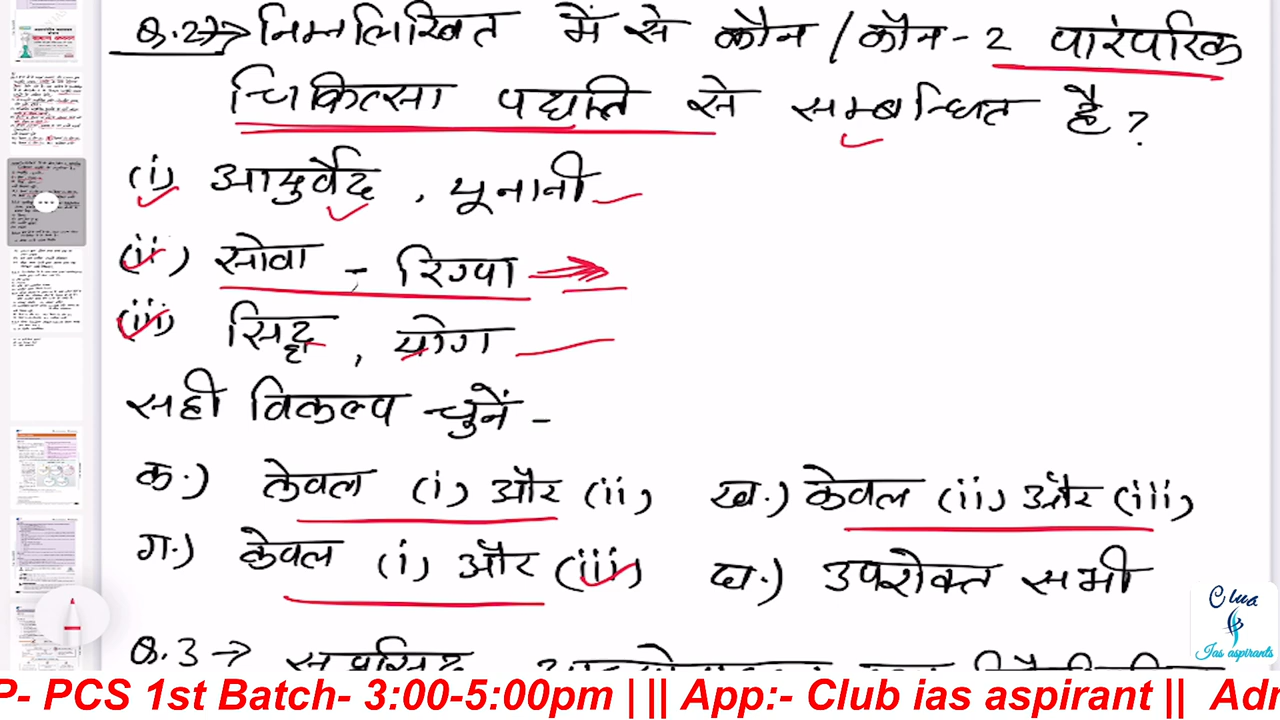 Q.2→ निम्नलिखित में से कौन/कौन-2 पारंपरिक
चिकित्सा पद्धति से सम्बन्धित है?
(i) आयुर्वेद , यूनानी
(ii) सोवा - रिग्पा
(iii) सिद्ध , योग
सही विकल्प चुनें -
क.) केवल (i) और (ii) ख.) केवल (ii) और (iii)
ग.) केवल (i) और (iii) घ.) उपरोक्त सभी
Q.3→
Club
Ias aspirants
P- PCS 1st Batch- 3:00-5:00pm | || App:- Club ias aspirant || Adr